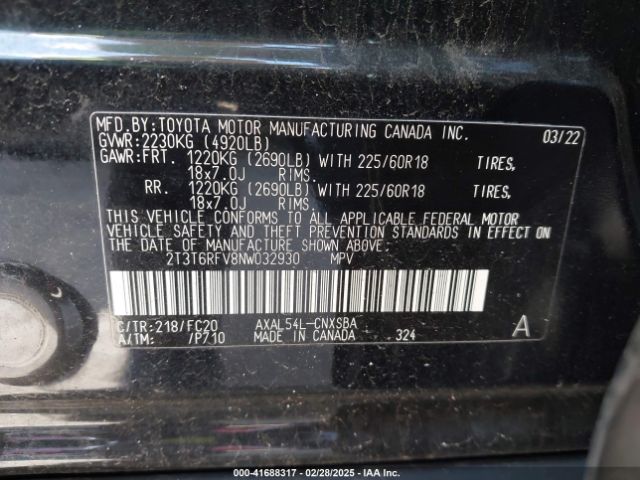 MFD. BY: TOYOTA MOTOR MANUFACTURING CANADA INC. 03/22
GVWR: 2230KG (4920LB)
GAWR: FRT. 1220KG (2690LB) WITH 225/60R18 TIRES,
18x7.0J RIMS.
RR. 1220KG (2690LB) WITH 225/60R18 TIRES,
18x7.0J RIMS.
THIS VEHICLE CONFORMS TO ALL APPLICABLE FEDERAL MOTOR
VEHICLE SAFETY AND THEFT PREVENTION STANDARDS IN EFFECT ON THE DATE
OF MANUFACTURE SHOWN ABOVE.
2T3T6RFV8NW032930 MPV
C/TR: 218/FC20 AXAL54L-CNXSBA A
A/TM: /P710 MADE IN CANADA 324
(0)-41688317 - 02/28/2025 - IAA Inc.